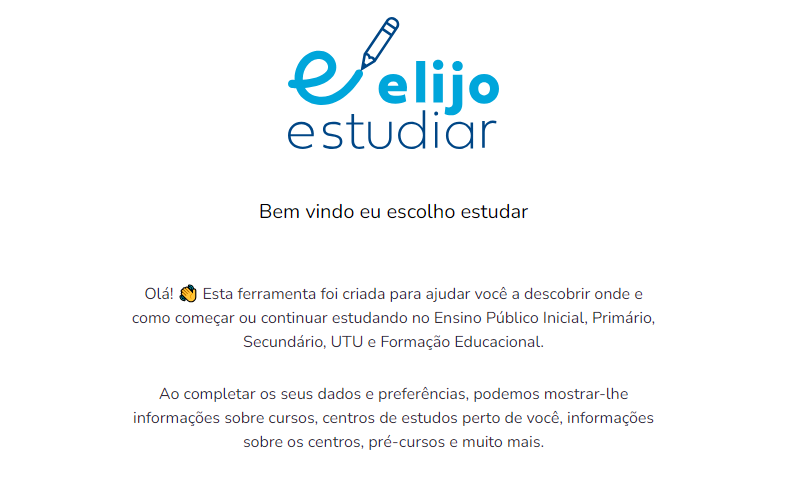 elijo
estudiar
Bem vindo eu escolho estudar
Olá! 👏 Esta ferramenta foi criada para ajudar você a descobrir onde e
como começar ou continuar estudando no Ensino Público Inicial, Primário,
Secundário, UTU e Formação Educacional.
Ao completar os seus dados e preferências, podemos mostrar-lhe
informações sobre cursos, centros de estudos perto de você, informações
sobre os centros, pré-cursos e muito mais.